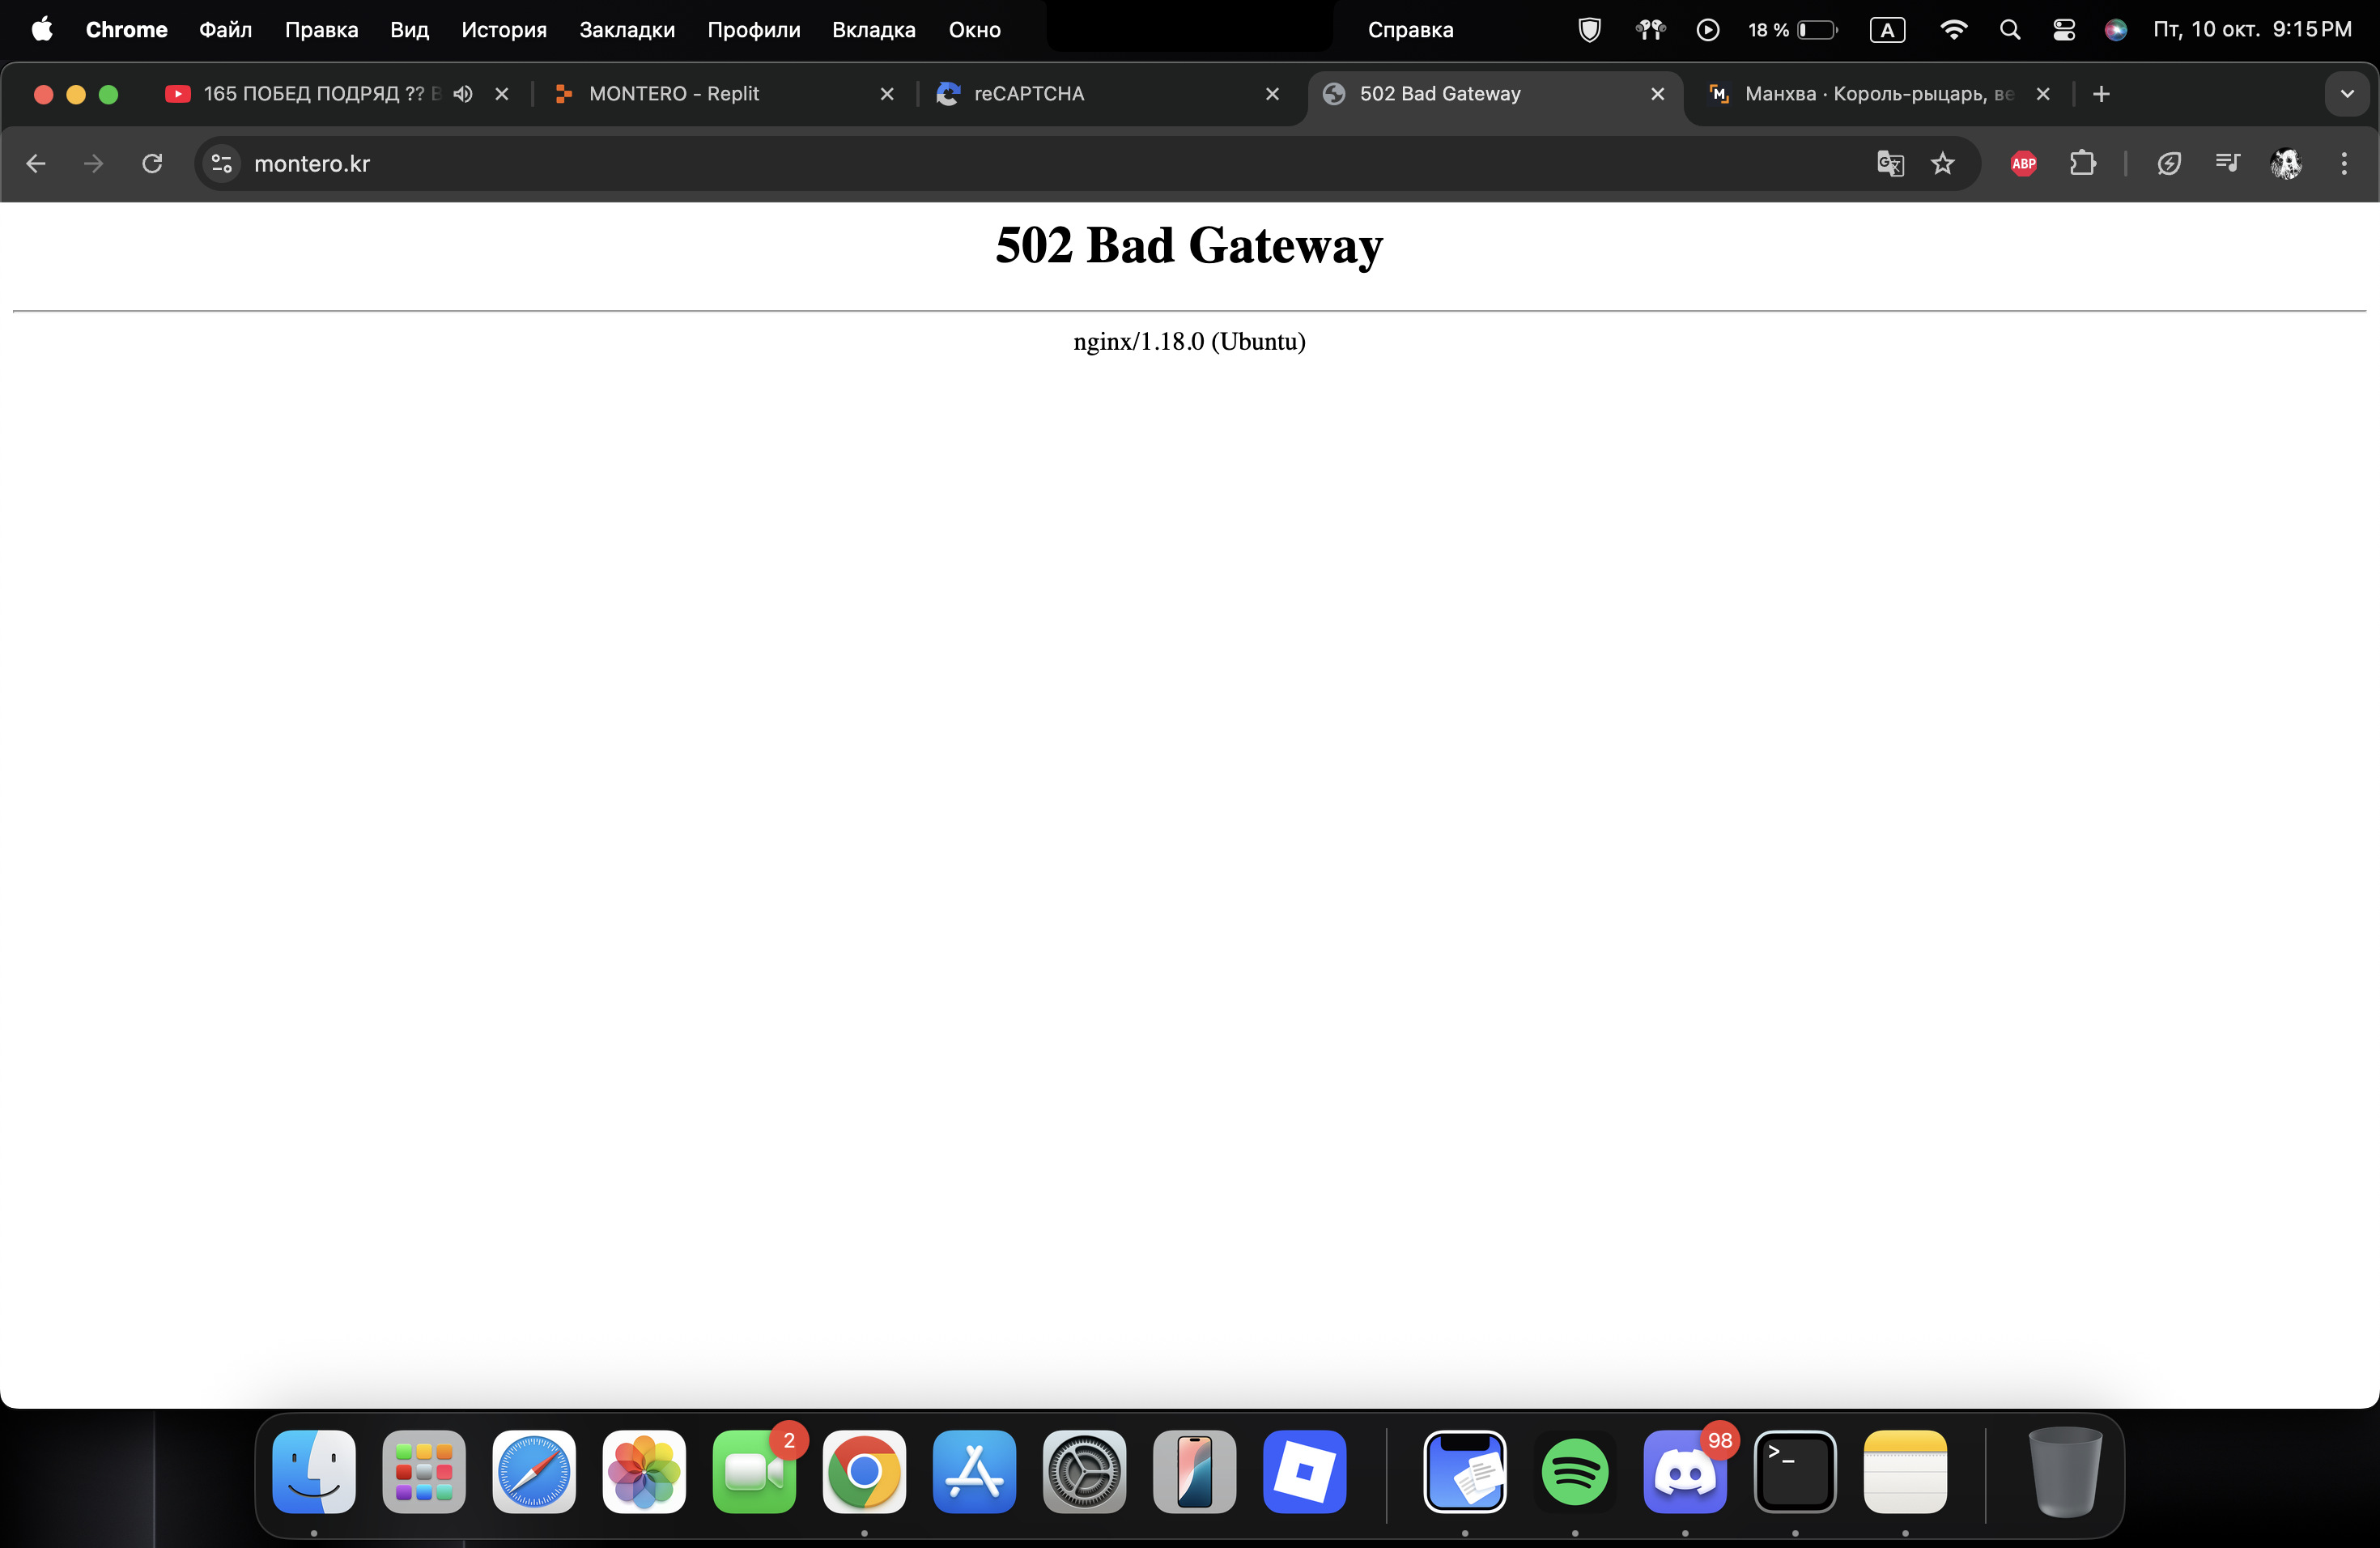 Chrome Файл Правка Вид История Закладки Профили Вкладка Окно Справка 18 % A Пт, 10 окт. 9:15 PM
165 ПОБЕД ПОДРЯД ?? MONTERO - Replit reCAPTCHA 502 Bad Gateway Манхва · Король-рыцарь, ве
montero.kr ABP
502 Bad Gateway
nginx/1.18.0 (Ubuntu)
2 98